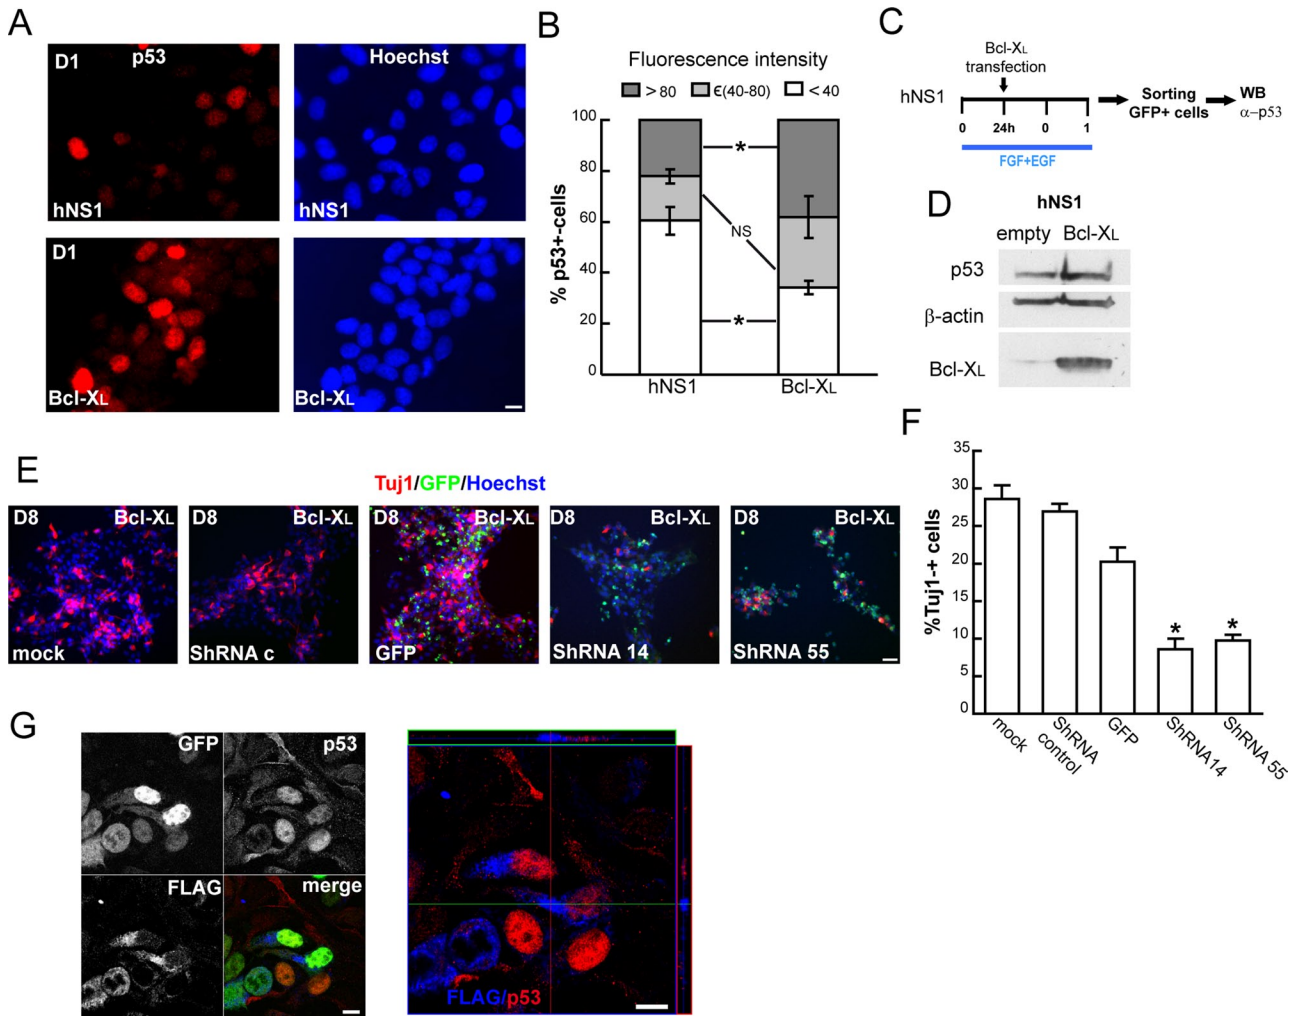 A
D1
p53
Hoechst
hNS1
hNS1
D1
Bcl-XL
Bcl-XL
B
Fluorescence intensity
> 80
€(40-80)
< 40
% p53+-cells
100
80
60
40
20
0
*
NS
*
hNS1
Bcl-XL
C
Bcl-XL
transfection
hNS1
0
24h
0
1
FGF+EGF
Sorting
GFP+ cells
WB
α–p53
D
hNS1
empty
Bcl-XL
p53
β-actin
Bcl-XL
E
Tuj1/GFP/Hoechst
D8
Bcl-XL
mock
D8
Bcl-XL
ShRNA c
D8
Bcl-XL
GFP
D8
Bcl-XL
ShRNA 14
D8
Bcl-XL
ShRNA 55
F
%Tuj1-+ cells
35
30
25
20
15
10
5
0
*
*
mock
ShRNA
control
GFP
ShRNA14
ShRNA 55
G
GFP
p53
FLAG
merge
FLAG/p53